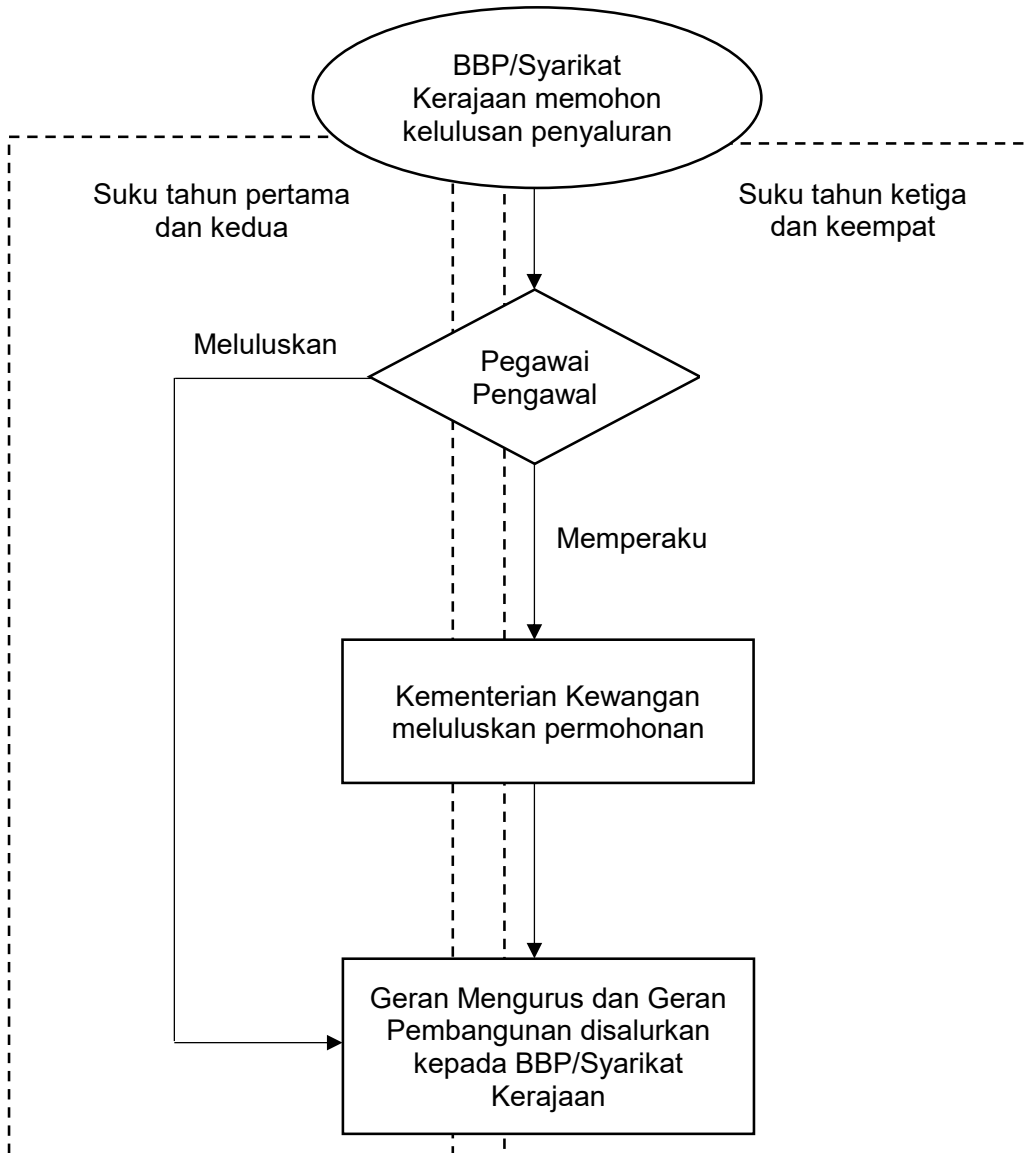 BBP/Syarikat
Kerajaan memohon
kelulusan penyaluran
Suku tahun pertama
dan kedua
Suku tahun ketiga
dan keempat
Meluluskan
Pegawai
Pengawal
Memperaku
Kementerian Kewangan
meluluskan permohonan
Geran Mengurus dan Geran
Pembangunan disalurkan
kepada BBP/Syarikat
Kerajaan